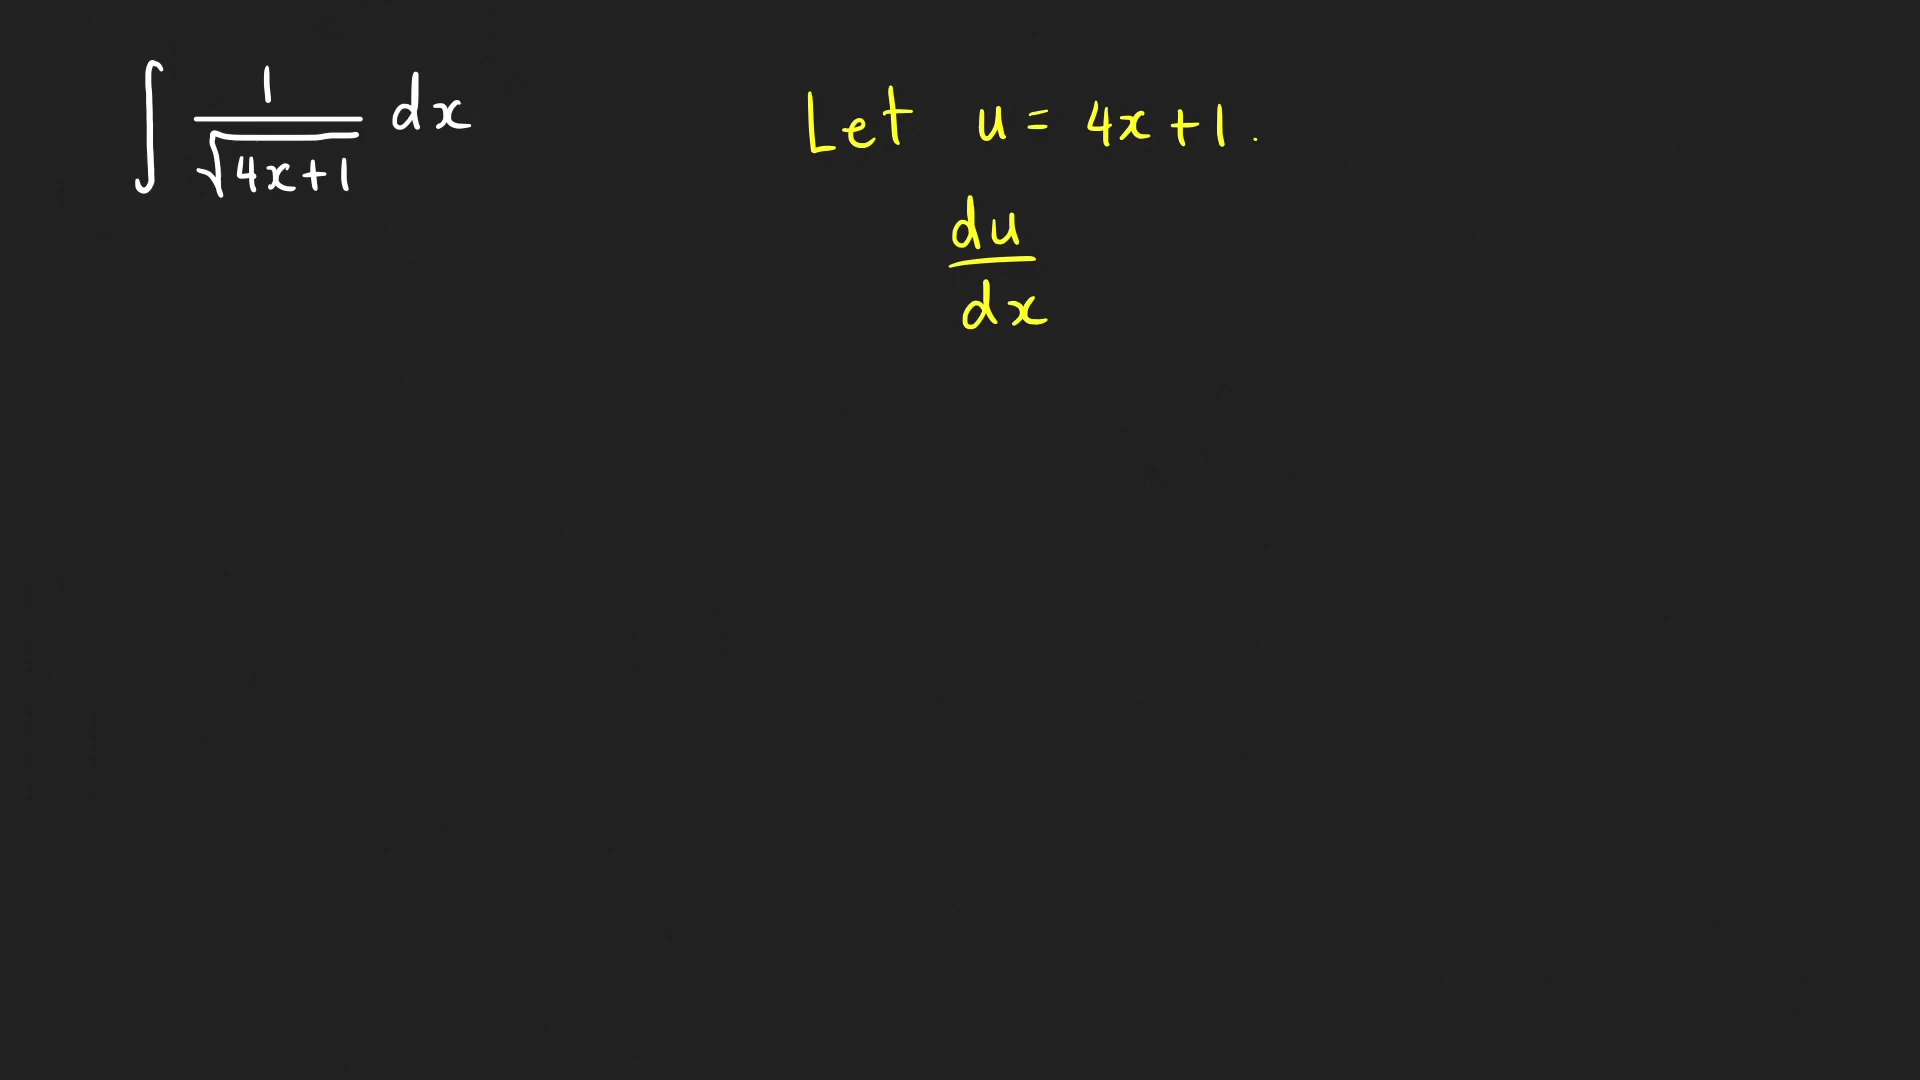 ∫ 1/√(4x+1) dx
Let u = 4x+1.
du/dx